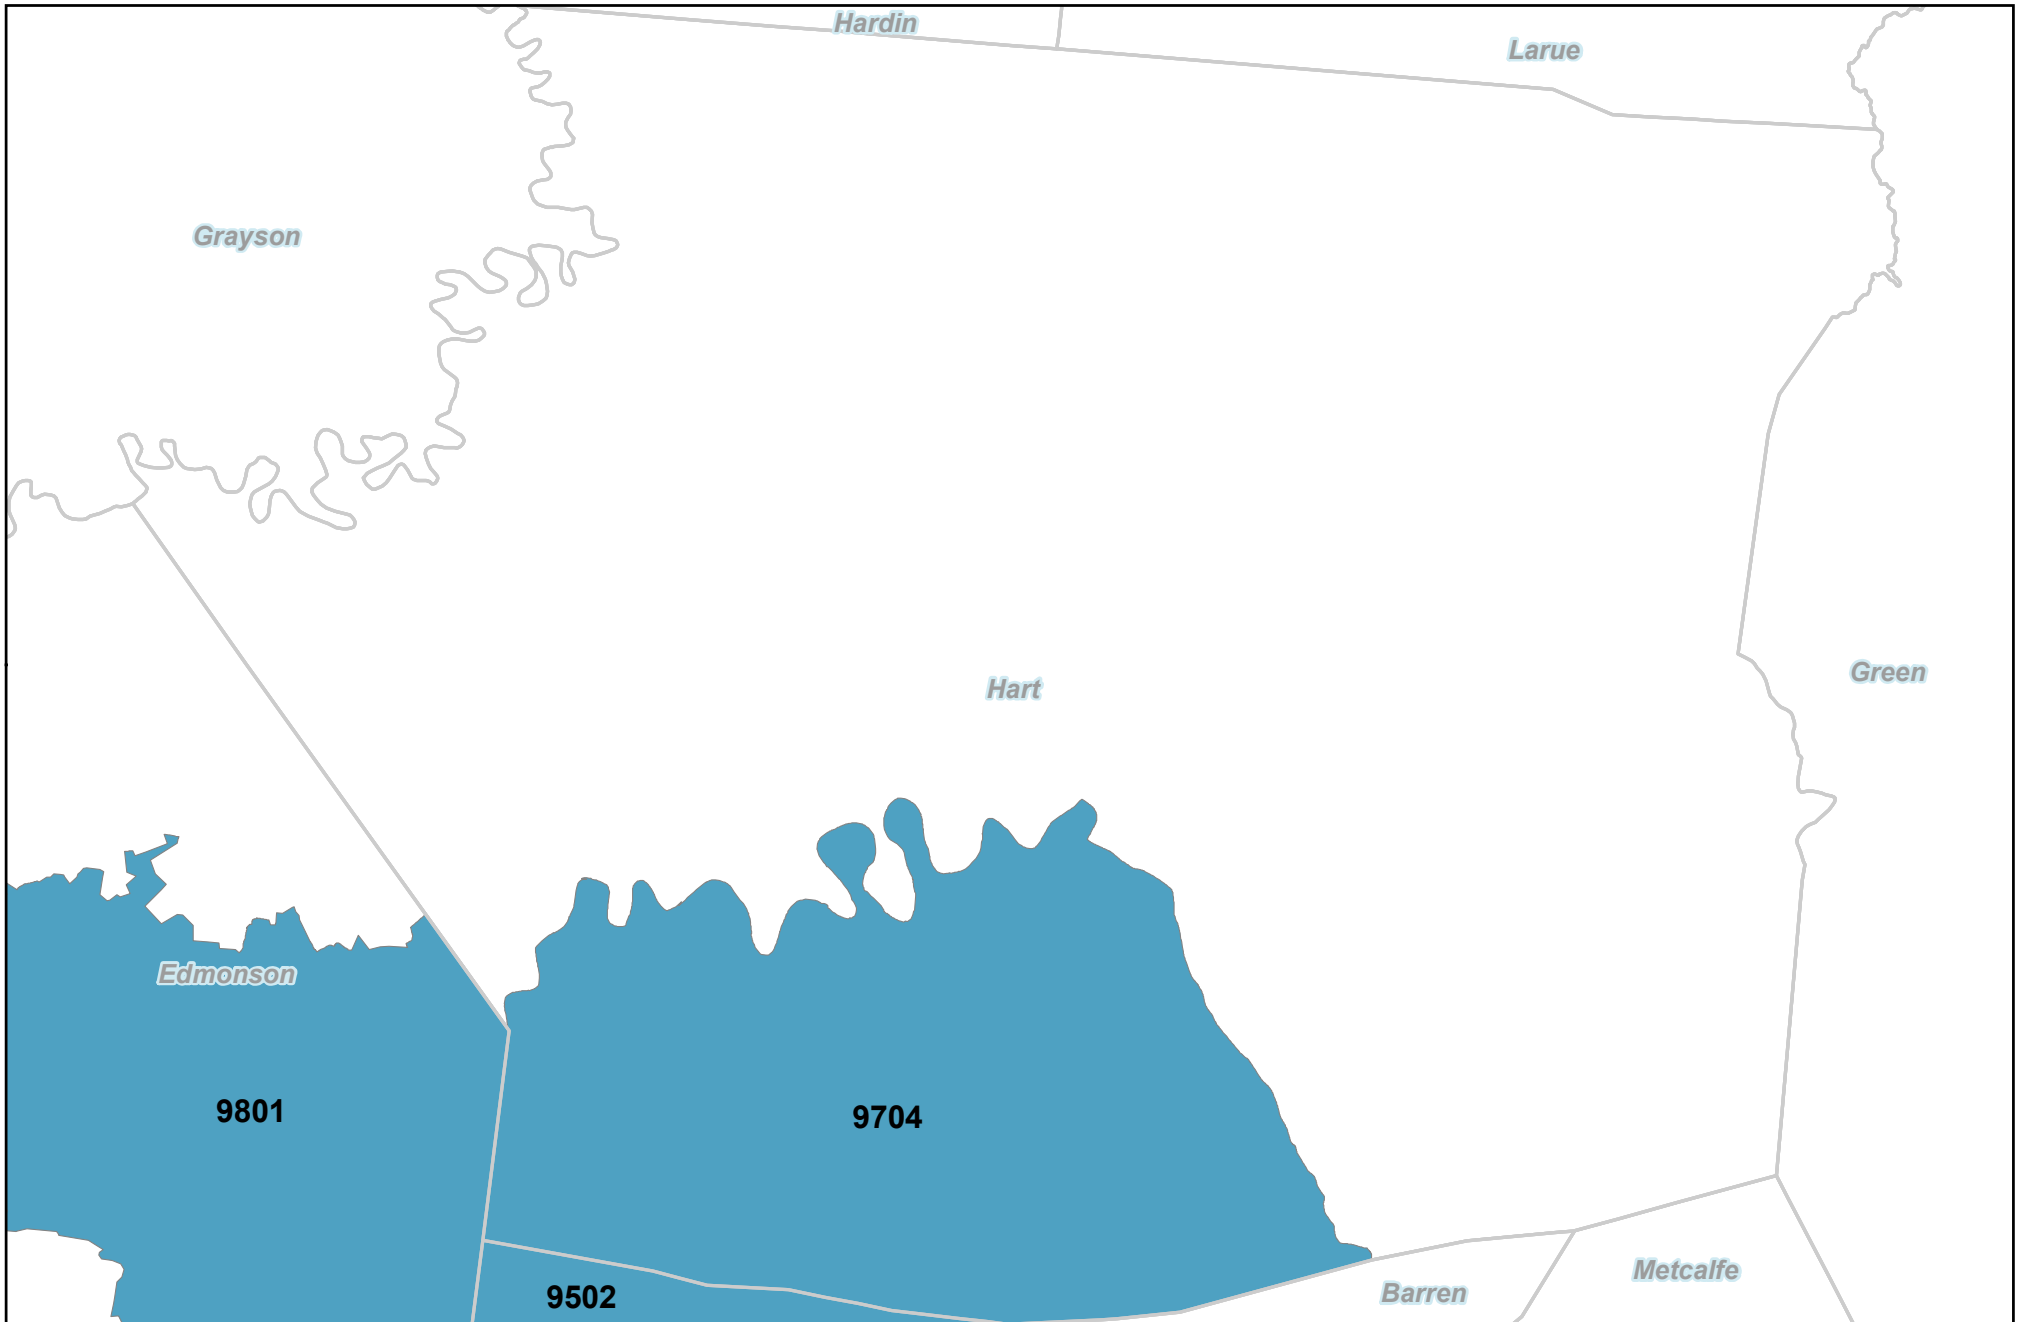 Hardin
Larue
Grayson
Green
Hart
Edmonson
9801
9704
Metcalfe
Barren
9502